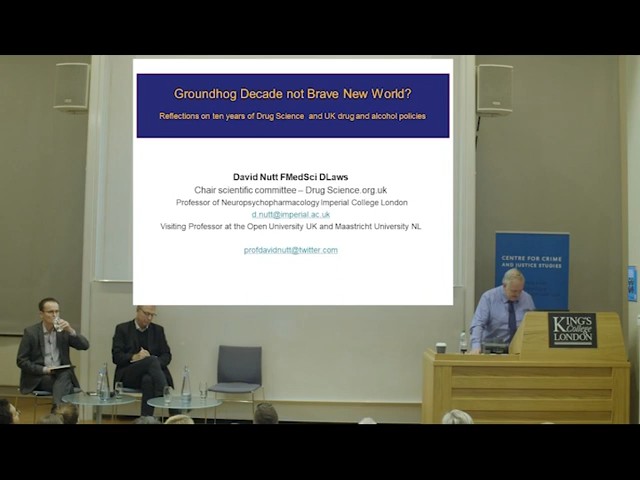 Groundhog Decade not Brave New World?
Reflections on ten years of Drug Science and UK drug and alcohol policies
David Nutt FMedSci DLaws
Chair scientific committee – Drug Science.org.uk
Professor of Neuropsychopharmacology Imperial College London
d.nutt@imperial.ac.uk
Visiting Professor at the Open University UK and Maastricht University NL
profdavidnutt@twitter.com
CENTRE FOR CRIME
AND JUSTICE STUDIES
KING'S
College
LONDON